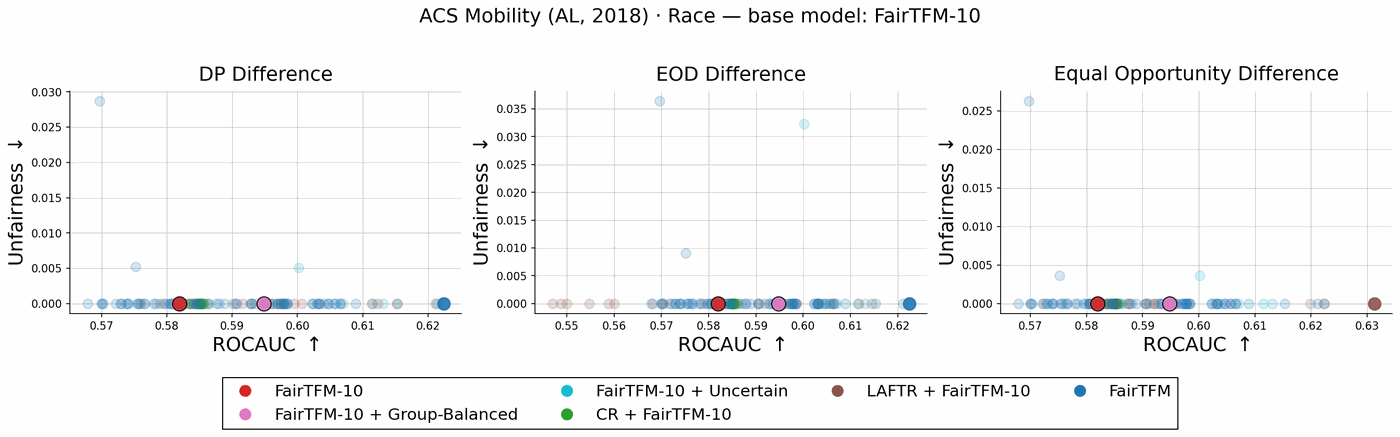 ACS Mobility (AL, 2018) · Race — base model: FairTFM-10
DP Difference
EOD Difference
Equal Opportunity Difference
Unfairness ↓
0.030
0.025
0.020
0.015
0.010
0.005
0.000
0.57 0.58 0.59 0.60 0.61 0.62
ROCAUC ↑
Unfairness ↓
0.035
0.030
0.025
0.020
0.015
0.010
0.005
0.000
0.55 0.56 0.57 0.58 0.59 0.60 0.61 0.62
ROCAUC ↑
Unfairness ↓
0.025
0.020
0.015
0.010
0.005
0.000
0.57 0.58 0.59 0.60 0.61 0.62 0.63
ROCAUC ↑
FairTFM-10 FairTFM-10 + Uncertain LAFTR + FairTFM-10 FairTFM
FairTFM-10 + Group-Balanced CR + FairTFM-10